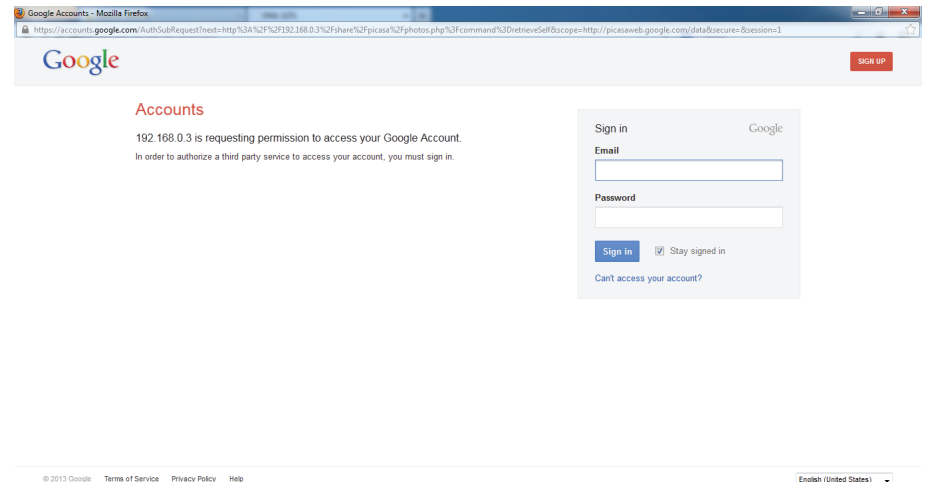 Google Accounts - Mozilla Firefox
https://accounts.google.com/AuthSubRequest?next=http%3A%2F%2F192.168.0.3%2Fshare%2Fpicasa%2Fphotos.php%3Fcommand%3DretrieveSelf&scope=http://picasaweb.google.com/data&secure=&session=1
Google
SIGN UP
Accounts
192.168.0.3 is requesting permission to access your Google Account.
In order to authorize a third party service to access your account, you must sign in.
Sign in Google
Email
Password
Sign in Stay signed in
Can't access your account?
© 2013 Google Terms of Service Privacy Policy Help English (United States)